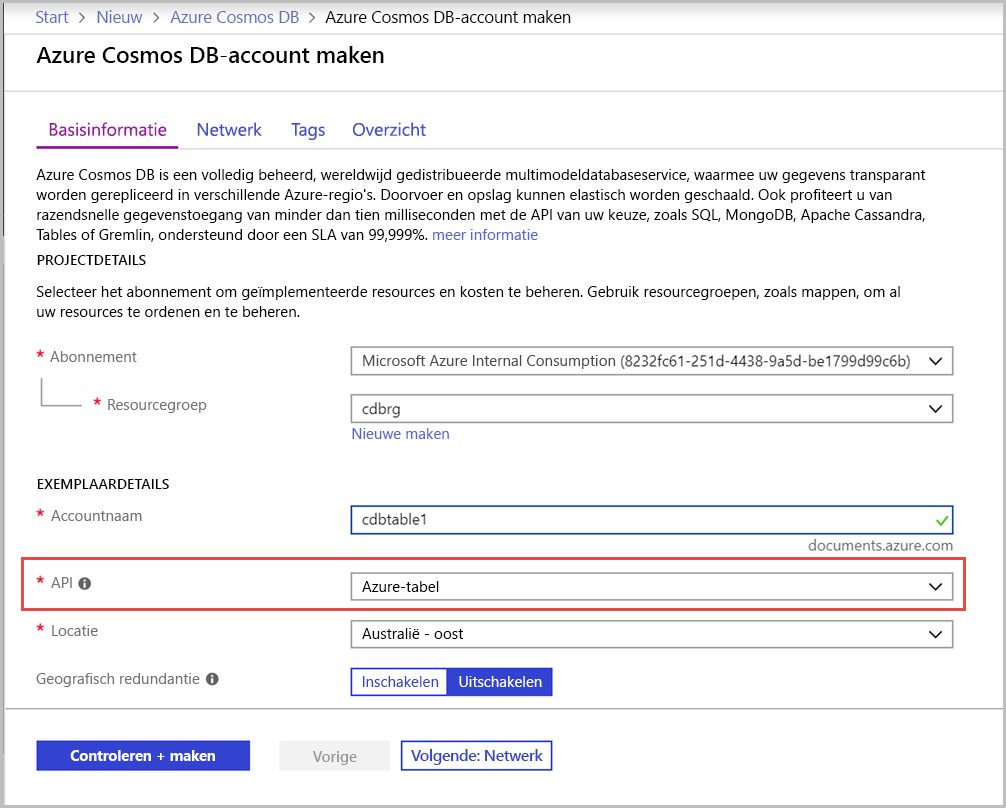 Start > Nieuw > Azure Cosmos DB > Azure Cosmos DB-account maken
Azure Cosmos DB-account maken
Basisinformatie Netwerk Tags Overzicht
Azure Cosmos DB is een volledig beheerd, wereldwijd gedistribueerde multimodeldatabaseservice, waarmee uw gegevens transparant
worden gerepliceerd in verschillende Azure-regio's. Doorvoer en opslag kunnen elastisch worden geschaald. Ook profiteert u van
razendsnelle gegevenstoegang van minder dan tien milliseconden met de API van uw keuze, zoals SQL, MongoDB, Apache Cassandra,
Tables of Gremlin, ondersteund door een SLA van 99,999%. meer informatie
PROJECTDETAILS
Selecteer het abonnement om geïmplementeerde resources en kosten te beheren. Gebruik resourcegroepen, zoals mappen, om al
uw resources te ordenen en te beheren.
* Abonnement Microsoft Azure Internal Consumption (8232fc61-251d-4438-9a5d-be1799d99c6b)
* Resourcegroep cdbrg
Nieuwe maken
EXEMPLAARDETAILS
* Accountnaam cdbtable1
documents.azure.com
* API Azure-tabel
* Locatie Australië - oost
Geografisch redundantie Inschakelen Uitschakelen
Controleren + maken Vorige Volgende: Netwerk